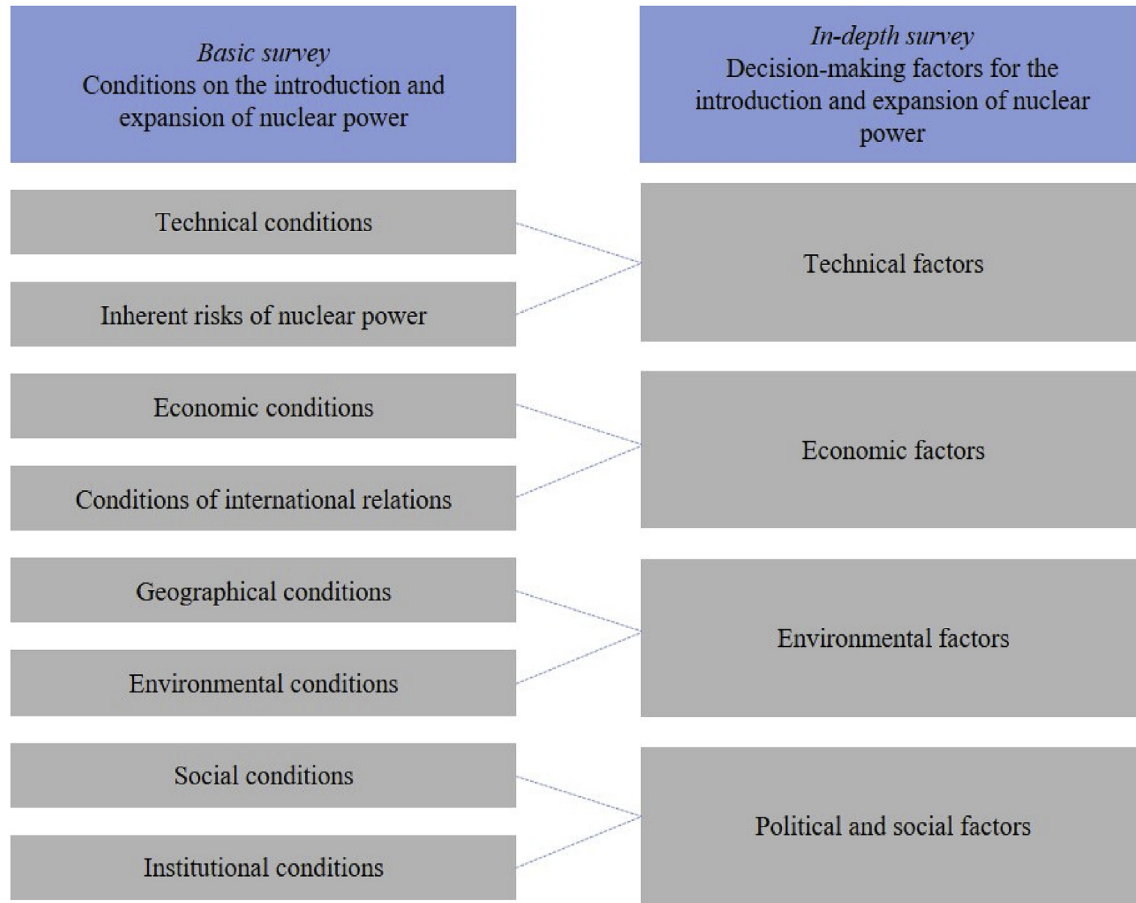 Basic survey
Conditions on the introduction and
expansion of nuclear power
In-depth survey
Decision-making factors for the
introduction and expansion of nuclear
power
Technical conditions
Inherent risks of nuclear power
Technical factors
Economic conditions
Conditions of international relations
Economic factors
Geographical conditions
Environmental conditions
Environmental factors
Social conditions
Institutional conditions
Political and social factors